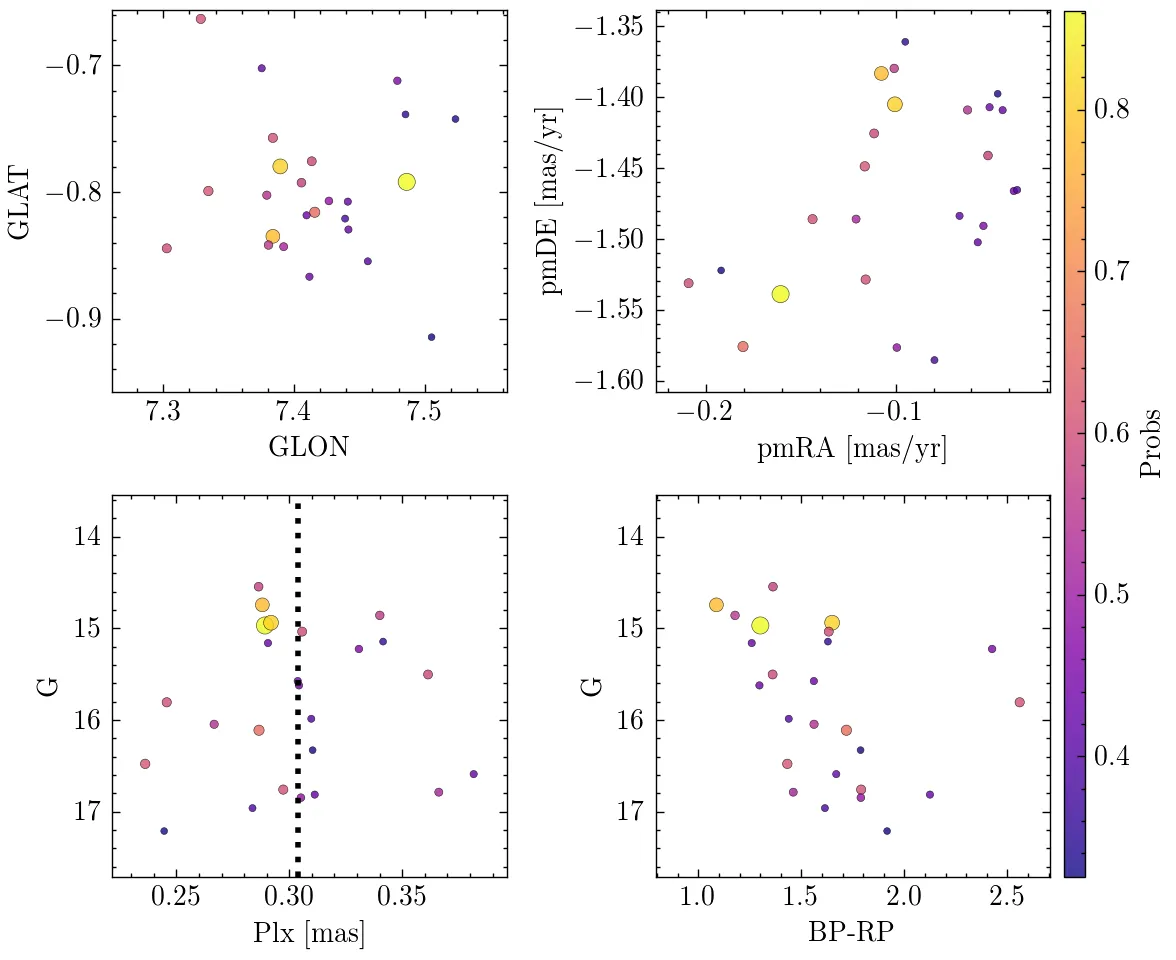 −0.7
−0.8
−0.9
GLAT
7.3 7.4 7.5
GLON
−1.35
−1.40
−1.45
−1.50
−1.55
−1.60
pmDE [mas/yr]
−0.2 −0.1
pmRA [mas/yr]
0.8
0.7
0.6
0.5
0.4
Probs
14
15
16
17
G
0.25 0.30 0.35
Plx [mas]
14
15
16
17
G
1.0 1.5 2.0 2.5
BP-RP